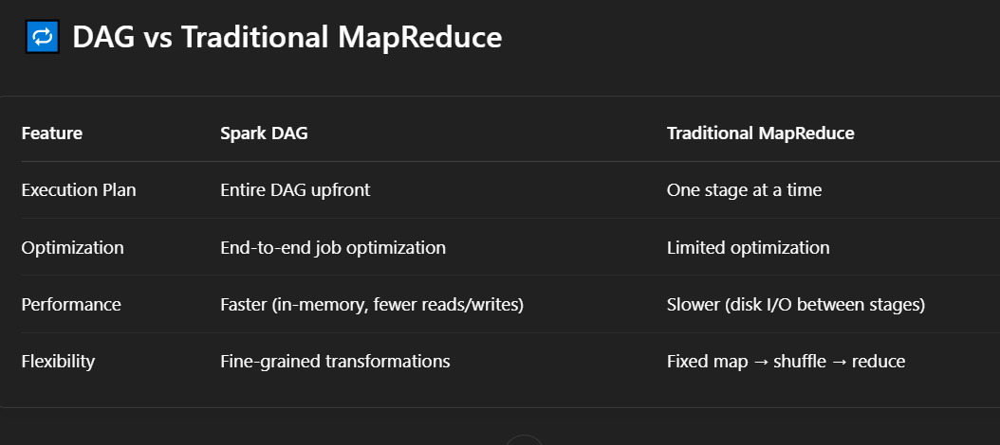 DAG vs Traditional MapReduce
Feature Spark DAG Traditional MapReduce
Execution Plan Entire DAG upfront One stage at a time
Optimization End-to-end job optimization Limited optimization
Performance Faster (in-memory, fewer reads/writes) Slower (disk I/O between stages)
Flexibility Fine-grained transformations Fixed map → shuffle → reduce